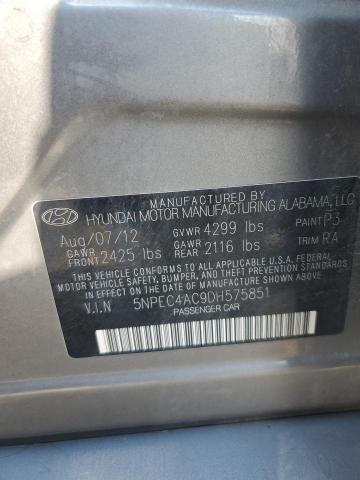 MANUFACTURED BY
HYUNDAI MOTOR MANUFACTURING ALABAMA, LLC
Aug/07/12 GVWR 4299 lbs PAINT P3
GAWR FRONT 2425 lbs GAWR REAR 2116 lbs TRIM RA
THIS VEHICLE CONFORMS TO ALL APPLICABLE U.S.A. FEDERAL
MOTOR VEHICLE SAFETY, BUMPER, AND THEFT PREVENTION
STANDARDS IN EFFECT ON THE DATE OF MANUFACTURE SHOWN ABOVE.
V.I.N 5NPEC4AC9DH575851
PASSENGER CAR